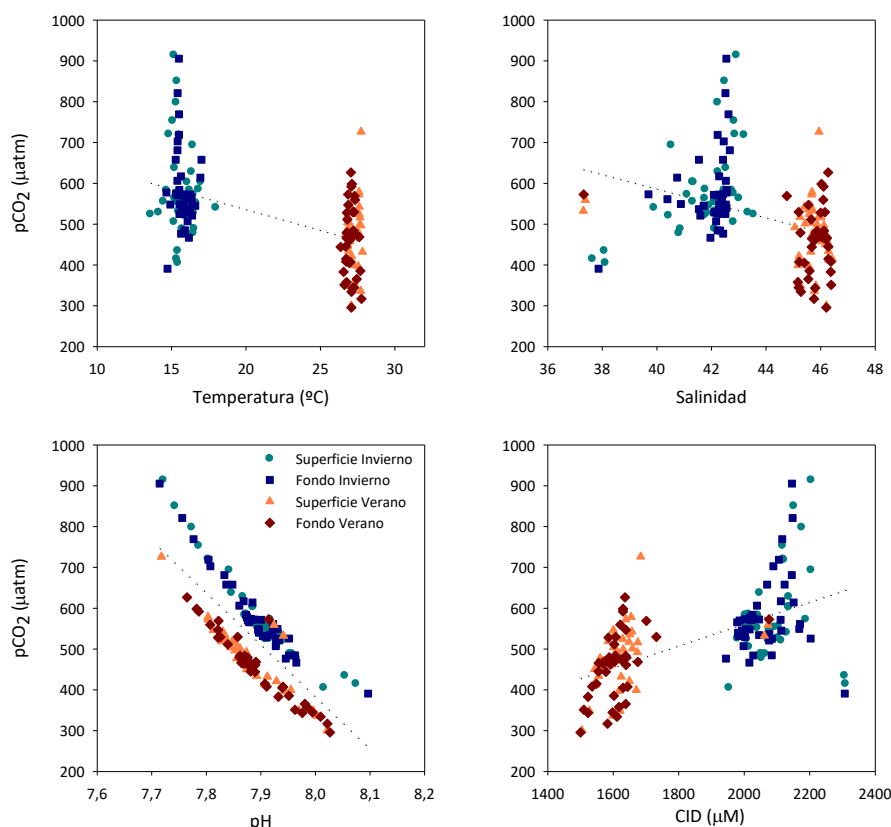 1000
900
800
700
600
500
400
300
200
pCO2 (µatm)
10 15 20 25 30
Temperatura (ºC)
1000
900
800
700
600
500
400
300
200
36 38 40 42 44 46 48
Salinidad
1000
900
800
700
600
500
400
300
200
pCO2 (µatm)
Superficie Invierno
Fondo Invierno
Superficie Verano
Fondo Verano
7,6 7,7 7,8 7,9 8,0 8,1 8,2
pH
1000
900
800
700
600
500
400
300
200
1400 1600 1800 2000 2200 2400
CID (µM)